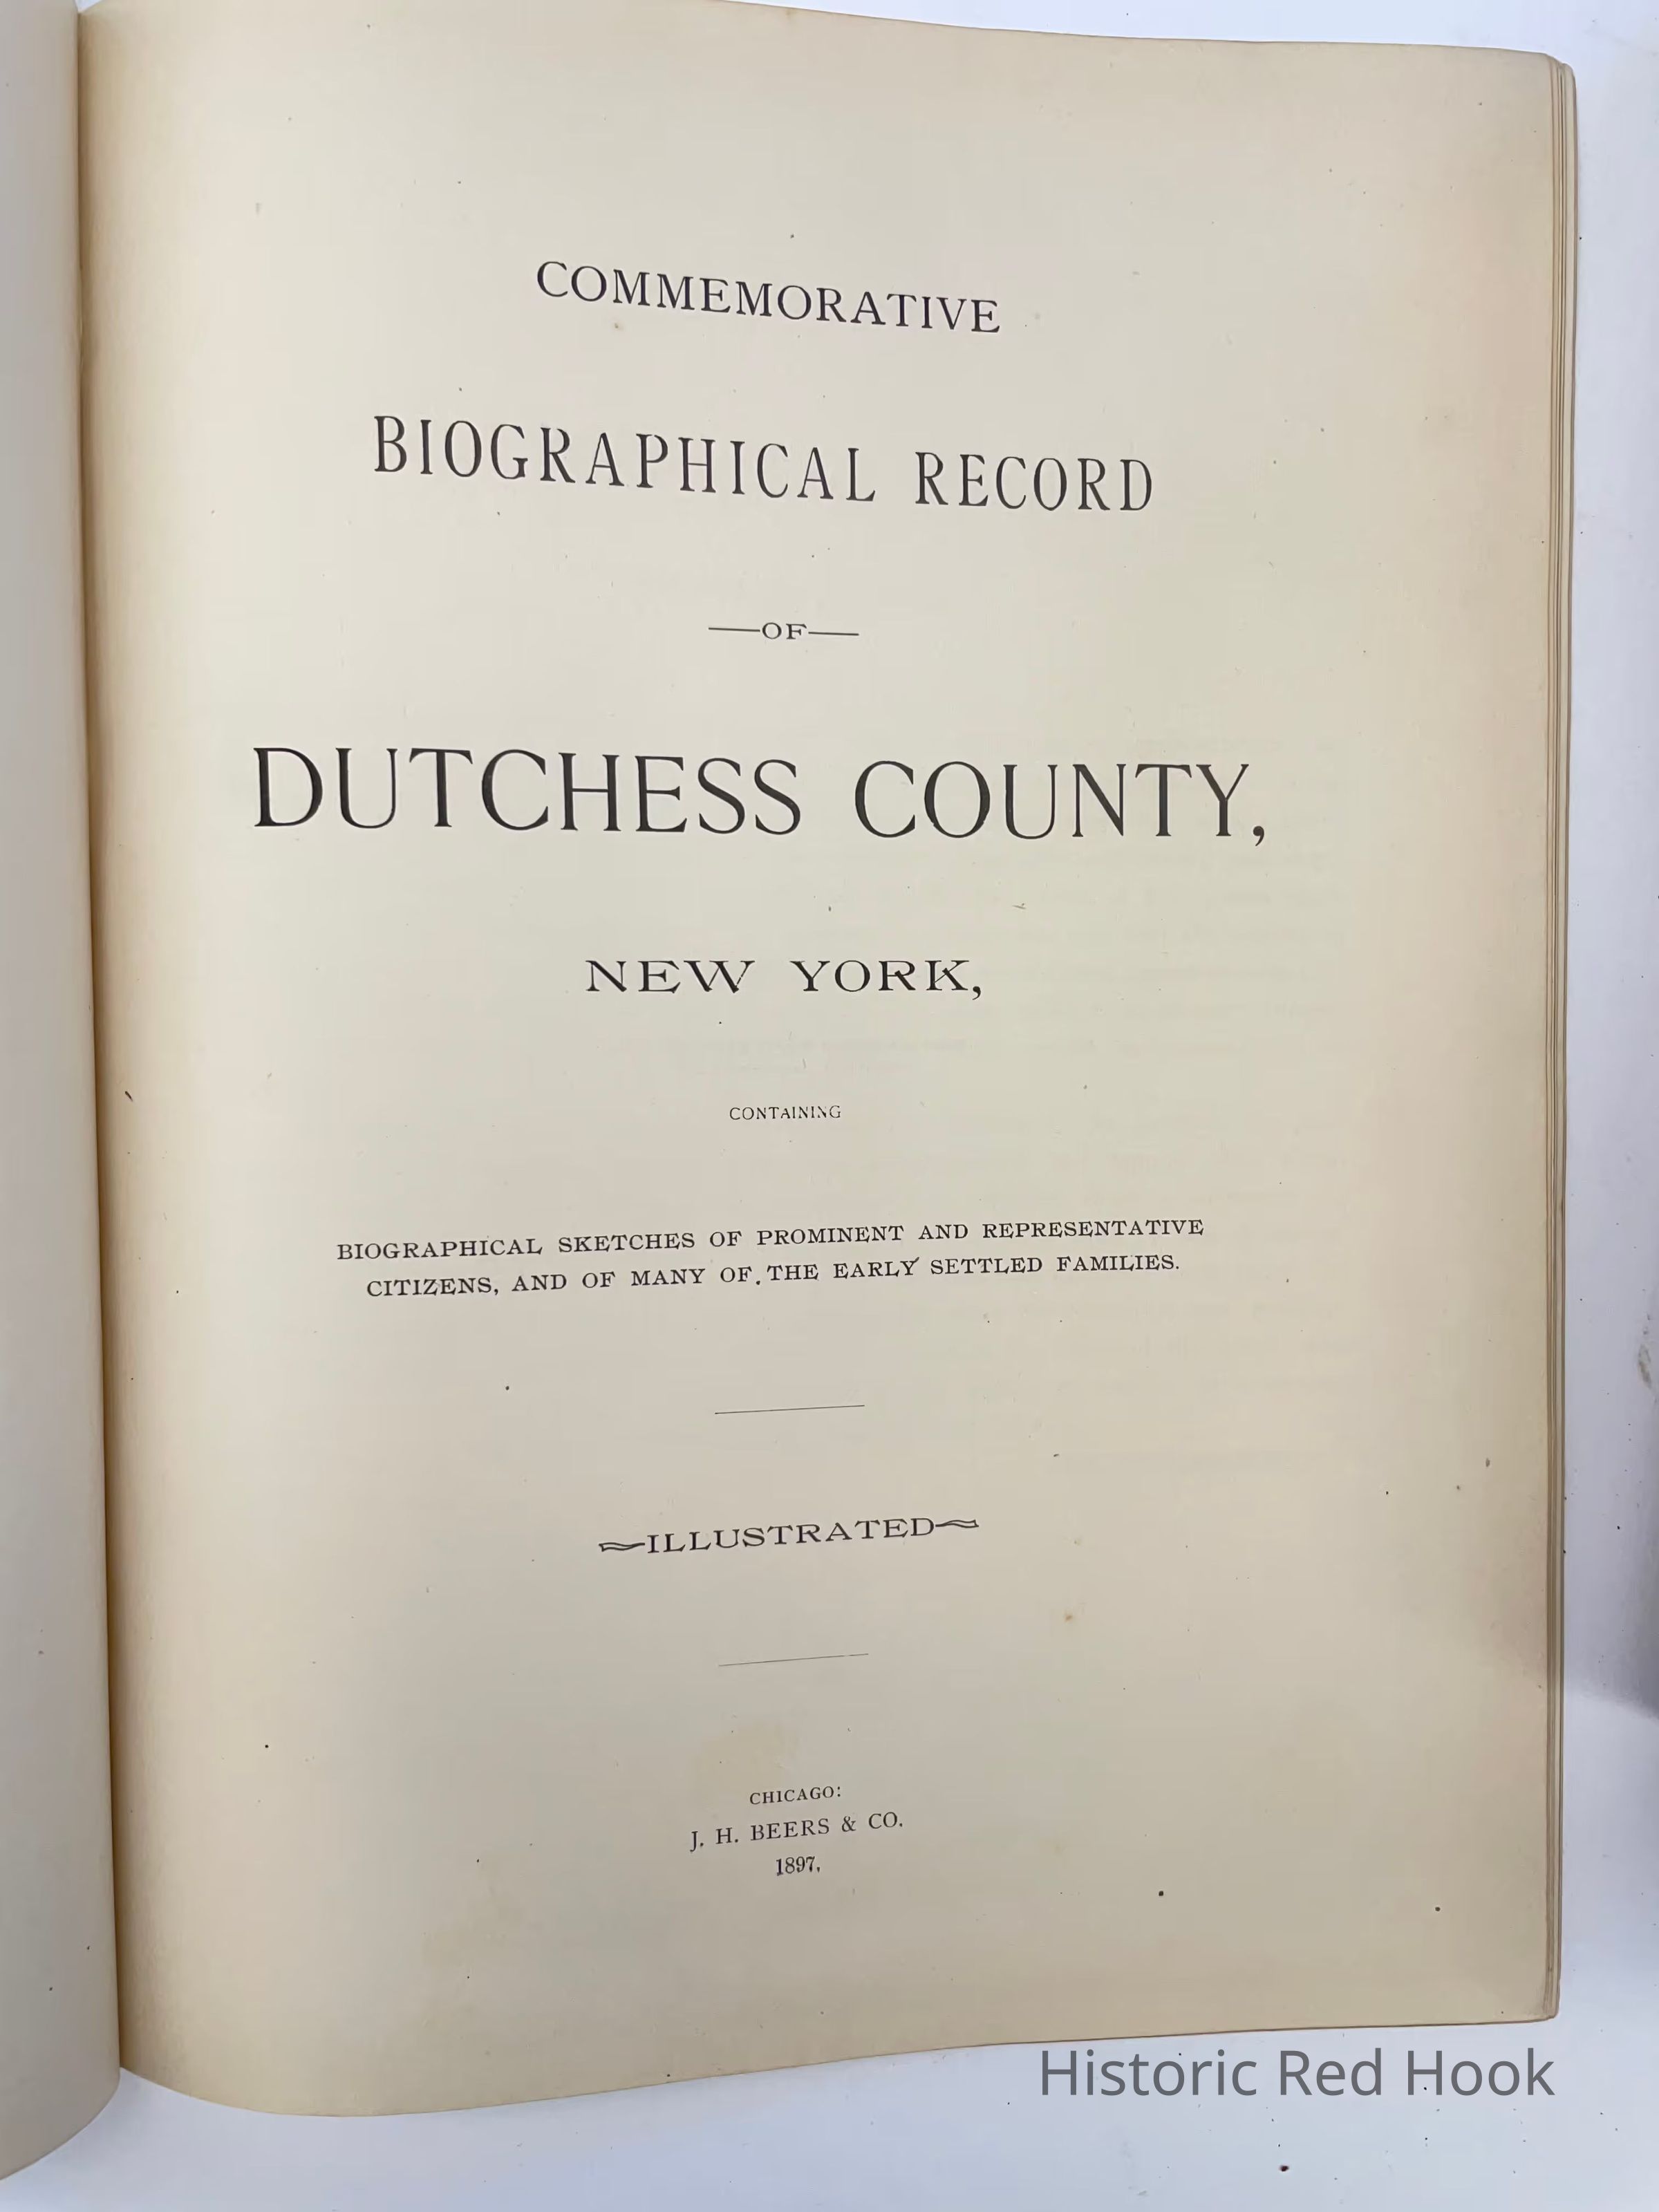 COMMEMORATIVE
BIOGRAPHICAL RECORD
—OF—
DUTCHESS COUNTY,
NEW YORK,
CONTAINING
BIOGRAPHICAL SKETCHES OF PROMINENT AND REPRESENTATIVE
CITIZENS, AND OF MANY OF THE EARLY SETTLED FAMILIES.
ILLUSTRATED
CHICAGO:
J. H. BEERS & CO.
1897.
Historic Red Hook